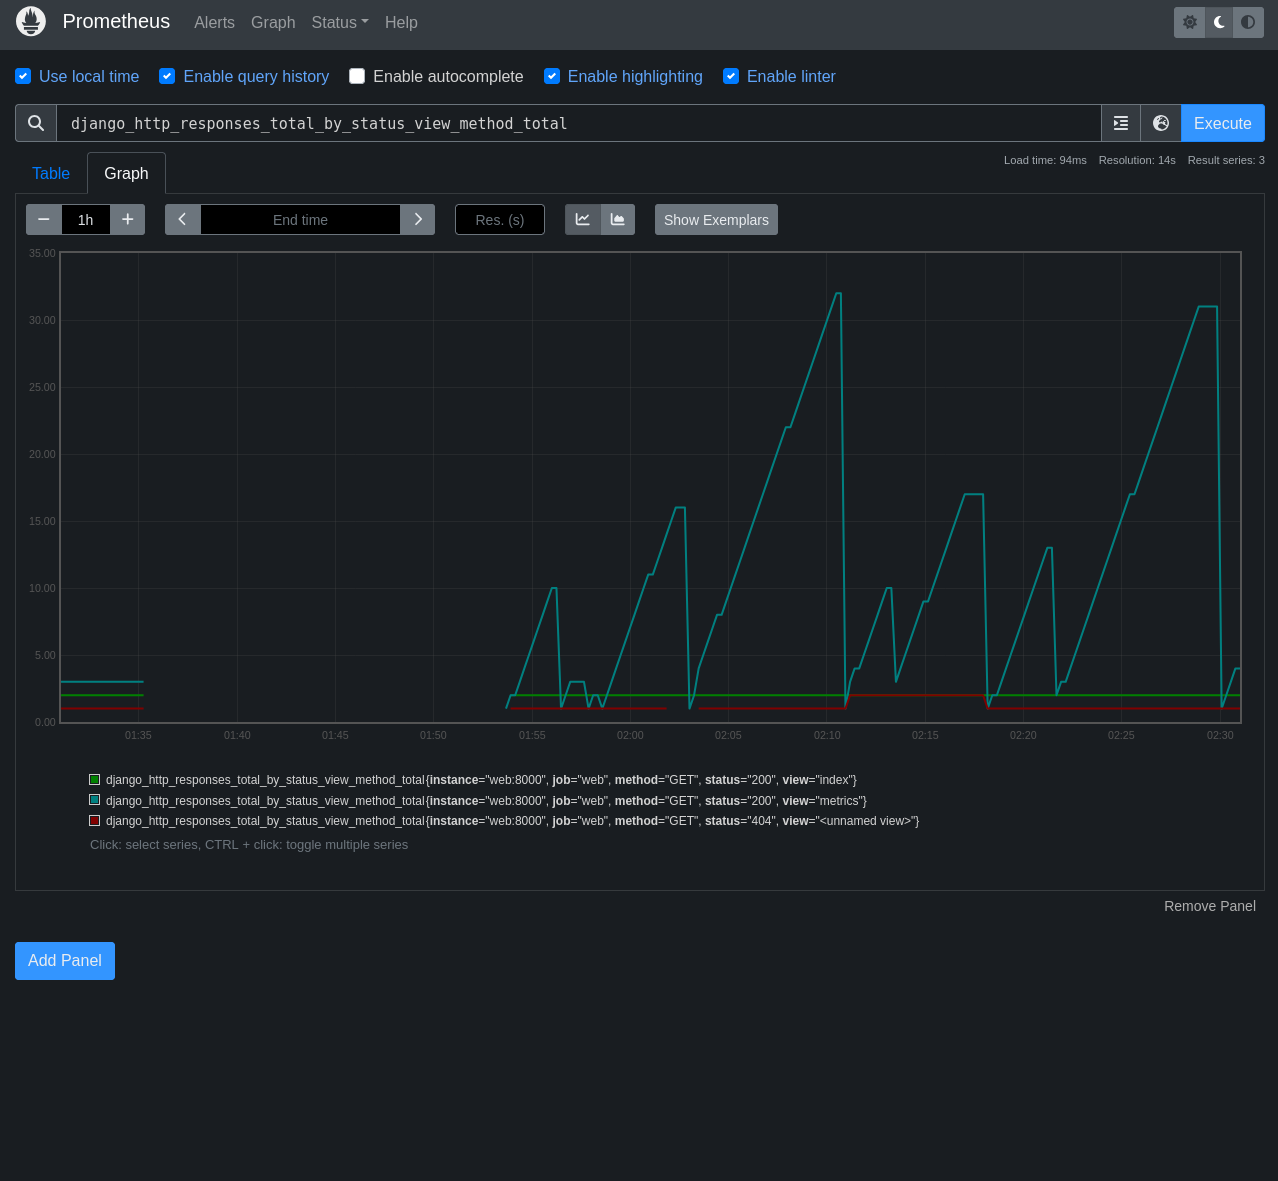 Prometheus Alerts Graph Status Help
Use local time Enable query history Enable autocomplete Enable highlighting Enable linter
django_http_responses_total_by_status_view_method_total Execute
Load time: 94ms Resolution: 14s Result series: 3
Table Graph
1h End time Res. (s) Show Exemplars
35.00
30.00
25.00
20.00
15.00
10.00
5.00
0.00
01:35 01:40 01:45 01:50 01:55 02:00 02:05 02:10 02:15 02:20 02:25 02:30
django_http_responses_total_by_status_view_method_total{instance="web:8000", job="web", method="GET", status="200", view="index"}
django_http_responses_total_by_status_view_method_total{instance="web:8000", job="web", method="GET", status="200", view="metrics"}
django_http_responses_total_by_status_view_method_total{instance="web:8000", job="web", method="GET", status="404", view="<unnamed view>"}
Click: select series, CTRL + click: toggle multiple series
Remove Panel
Add Panel